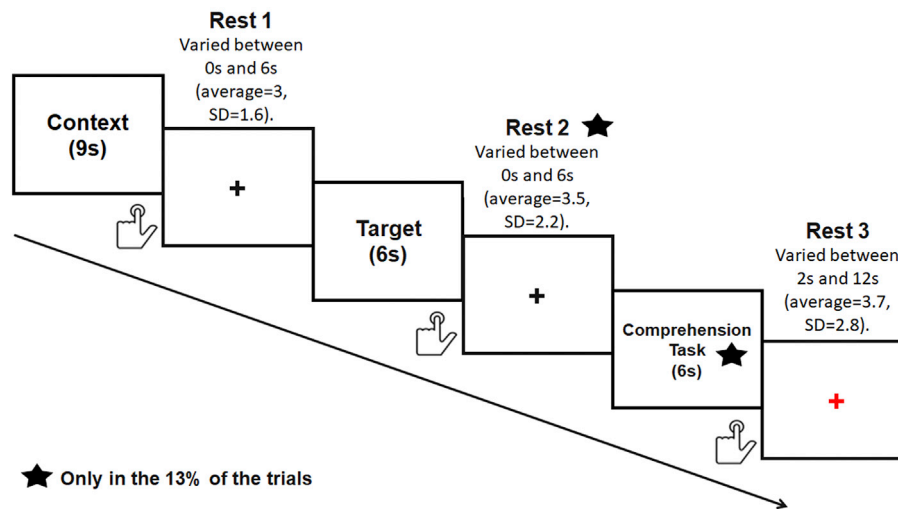 Rest 1
Varied between
0s and 6s
(average=3,
SD=1.6).
Context
(9s)
+
Rest 2
Varied between
0s and 6s
(average=3.5,
SD=2.2).
Target
(6s)
+
Rest 3
Varied between
2s and 12s
(average=3.7,
SD=2.8).
Comprehension
Task
(6s)
+
Only in the 13% of the trials